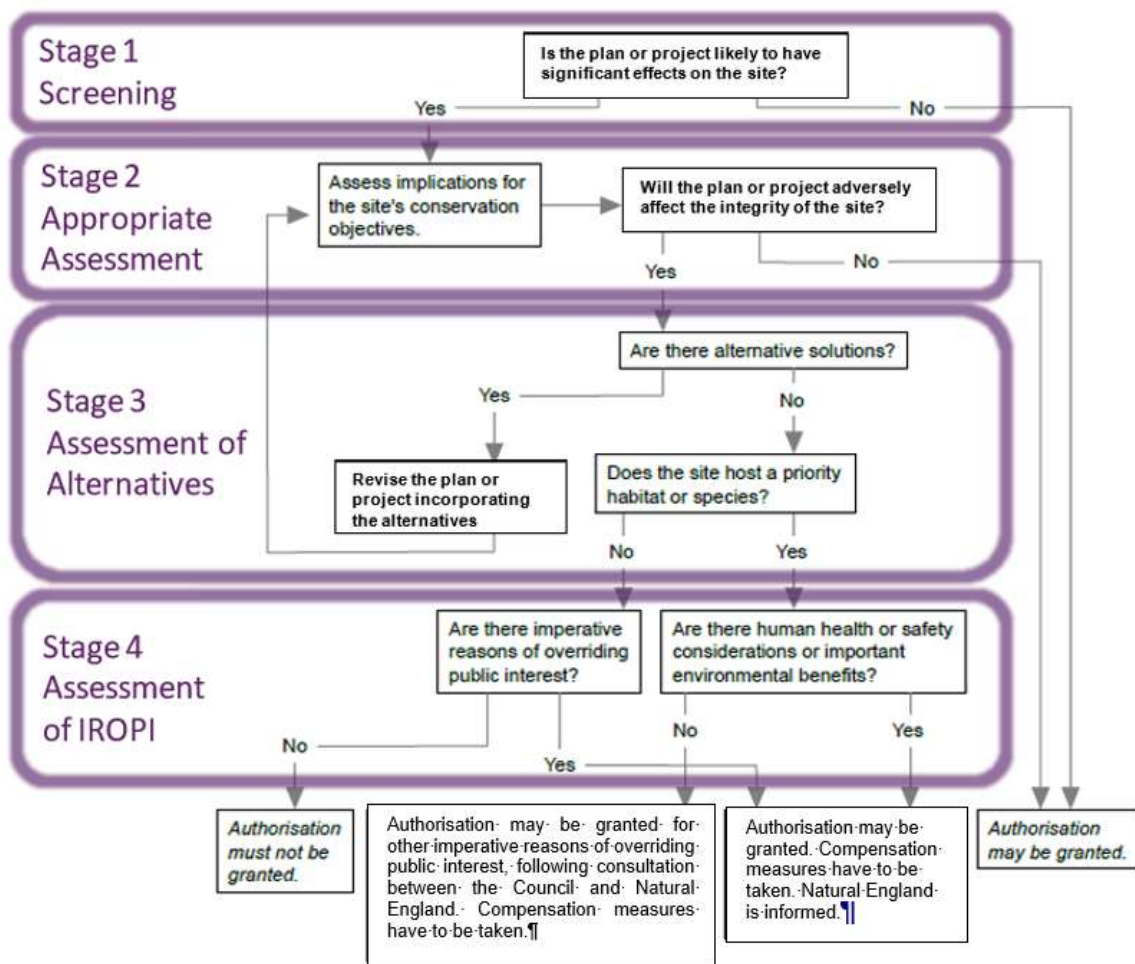 Stage 1
Screening
Is the plan or project likely to have
significant effects on the site?
Yes
No
Stage 2
Appropriate
Assessment
Assess implications for
the site's conservation
objectives.
Will the plan or project adversely
affect the integrity of the site?
Yes
No
Stage 3
Assessment of
Alternatives
Are there alternative solutions?
Yes
No
Revise the plan or
project incorporating
the alternatives
Does the site host a priority
habitat or species?
No
Yes
Stage 4
Assessment
of IROPI
Are there imperative
reasons of overriding
public interest?
Are there human health or safety
considerations or important
environmental benefits?
No
Yes
No
Yes
Authorisation
must not be
granted.
Authorisation· may· be· granted· for·
other·imperative·reasons·of·overriding·
public·interest,·following·consultation·
between· the· Council· and· Natural·
England.· Compensation· measures·
have·to·be·taken.¶
Authorisation·may·be·
granted.·Compensation·
measures·have·to·be·
taken.·Natural·England·
is·informed.¶
Authorisation
may be granted.